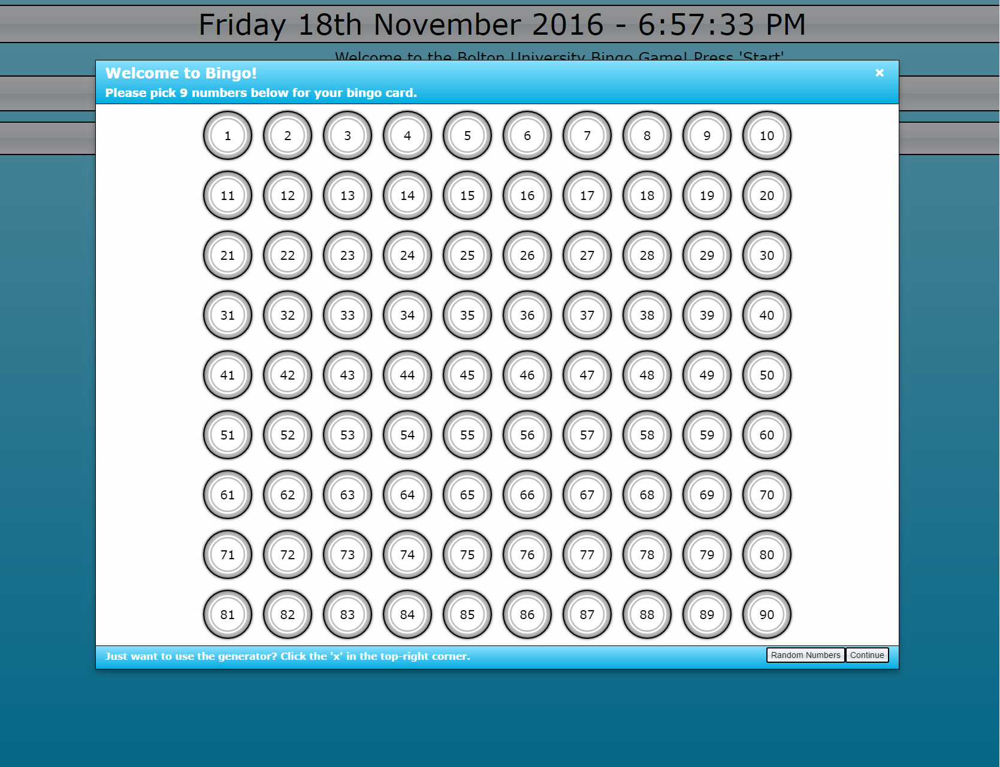 Friday 18th November 2016 - 6:57:33 PM
Welcome to the Bolton University Bingo Game! Press 'Start'
Welcome to Bingo!
Please pick 9 numbers below for your bingo card.
1 2 3 4 5 6 7 8 9 10
11 12 13 14 15 16 17 18 19 20
21 22 23 24 25 26 27 28 29 30
31 32 33 34 35 36 37 38 39 40
41 42 43 44 45 46 47 48 49 50
51 52 53 54 55 56 57 58 59 60
61 62 63 64 65 66 67 68 69 70
71 72 73 74 75 76 77 78 79 80
81 82 83 84 85 86 87 88 89 90
Just want to use the generator? Click the 'x' in the top-right corner.
Random Numbers Continue